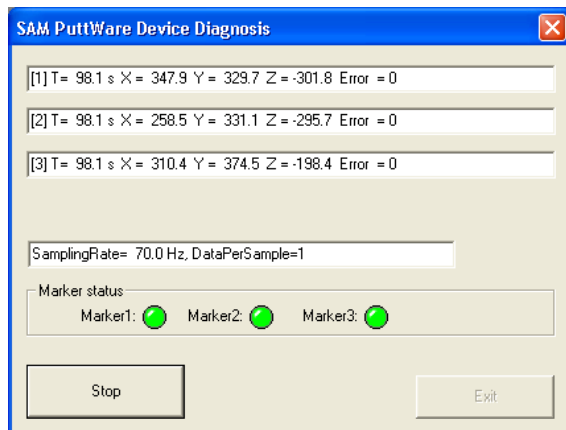 SAM PuttWare Device Diagnosis
[1] T= 98.1 s X = 347.9 Y = 329.7 Z = -301.8 Error = 0
[2] T= 98.1 s X = 258.5 Y = 331.1 Z = -295.7 Error = 0
[3] T= 98.1 s X = 310.4 Y = 374.5 Z = -198.4 Error = 0
SamplingRate= 70.0 Hz, DataPerSample=1
Marker status
Marker1: Marker2: Marker3:
Stop Exit